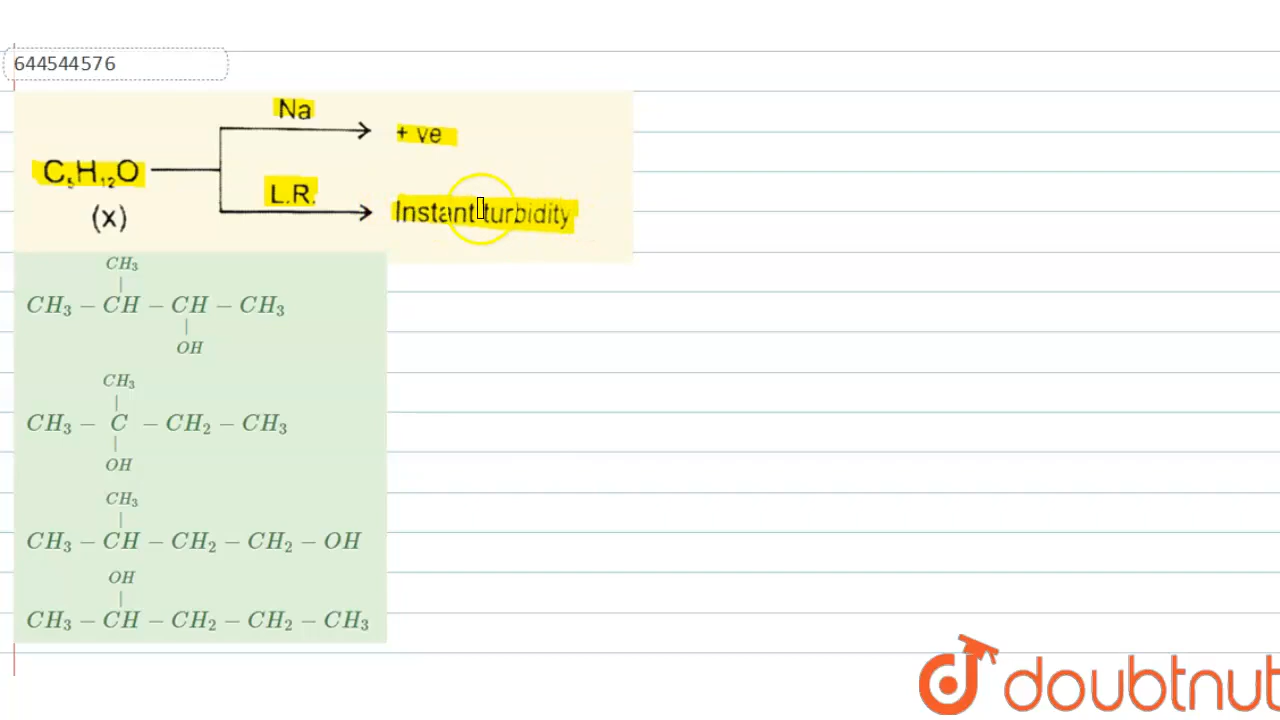 644544576
Na
+ ve
C₅H₁₂O
L.R.
Instant turbidity
(x)
CH₃
|
CH₃ − CH − CH − CH₃
|
OH
CH₃
|
CH₃ − C − CH₂ − CH₃
|
OH
CH₃
|
CH₃ − CH − CH₂ − CH₂ − OH
OH
|
CH₃ − CH − CH₂ − CH₂ − CH₃
doubtnut